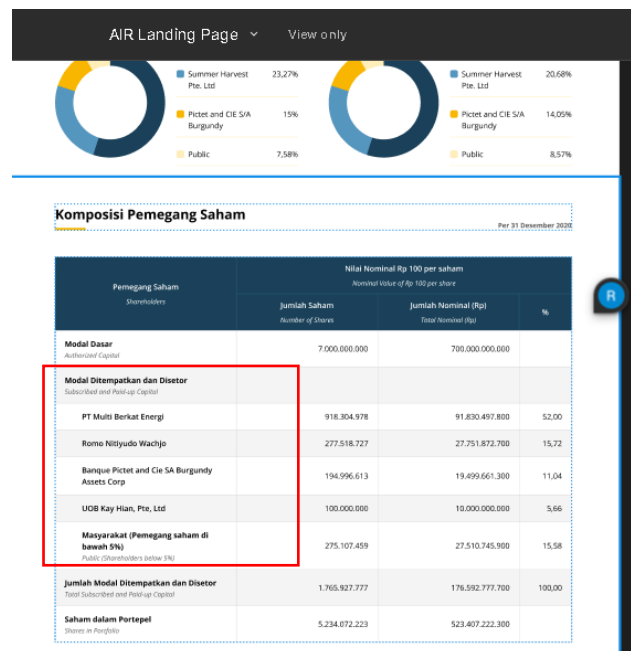 AIR Landing Page
View only
Summer Harvest 23,27%
Pte. Ltd
Pictet and CIE S/A 15%
Burgundy
Public 7,58%
Summer Harvest 20,68%
Pte. Ltd
Pictet and CIE S/A 14,05%
Burgundy
Public 8,57%
Komposisi Pemegang Saham
Per 31 Desember 2020
R
Pemegang Saham
Shareholders
Nilai Nominal Rp 100 per saham
Nominal Value of Rp 100 per share
Jumlah Saham
Number of Shares
Jumlah Nominal (Rp)
Total Nominal (Rp)
%
Modal Dasar 7.000.000.000 700.000.000.000
Authorized Capital
Modal Ditempatkan dan Disetor
Subscribed and Paid-up Capital
PT Multi Berkat Energi 918.304.978 91.830.497.800 52,00
Romo Nitiyudo Wachjo 277.518.727 27.751.872.700 15,72
Banque Pictet and Cie SA Burgundy
Assets Corp 194.996.613 19.499.661.300 11,04
UOB Kay Hian, Pte, Ltd 100.000.000 10.000.000.000 5,66
Masyarakat (Pemegang saham di
bawah 5%) 275.107.459 27.510.745.900 15,58
Public (Shareholders below 5%)
Jumlah Modal Ditempatkan dan Disetor 1.765.927.777 176.592.777.700 100,00
Total Subscribed and Paid-up Capital
Saham dalam Portepel 5.234.072.223 523.407.222.300
Shares in Portfolio